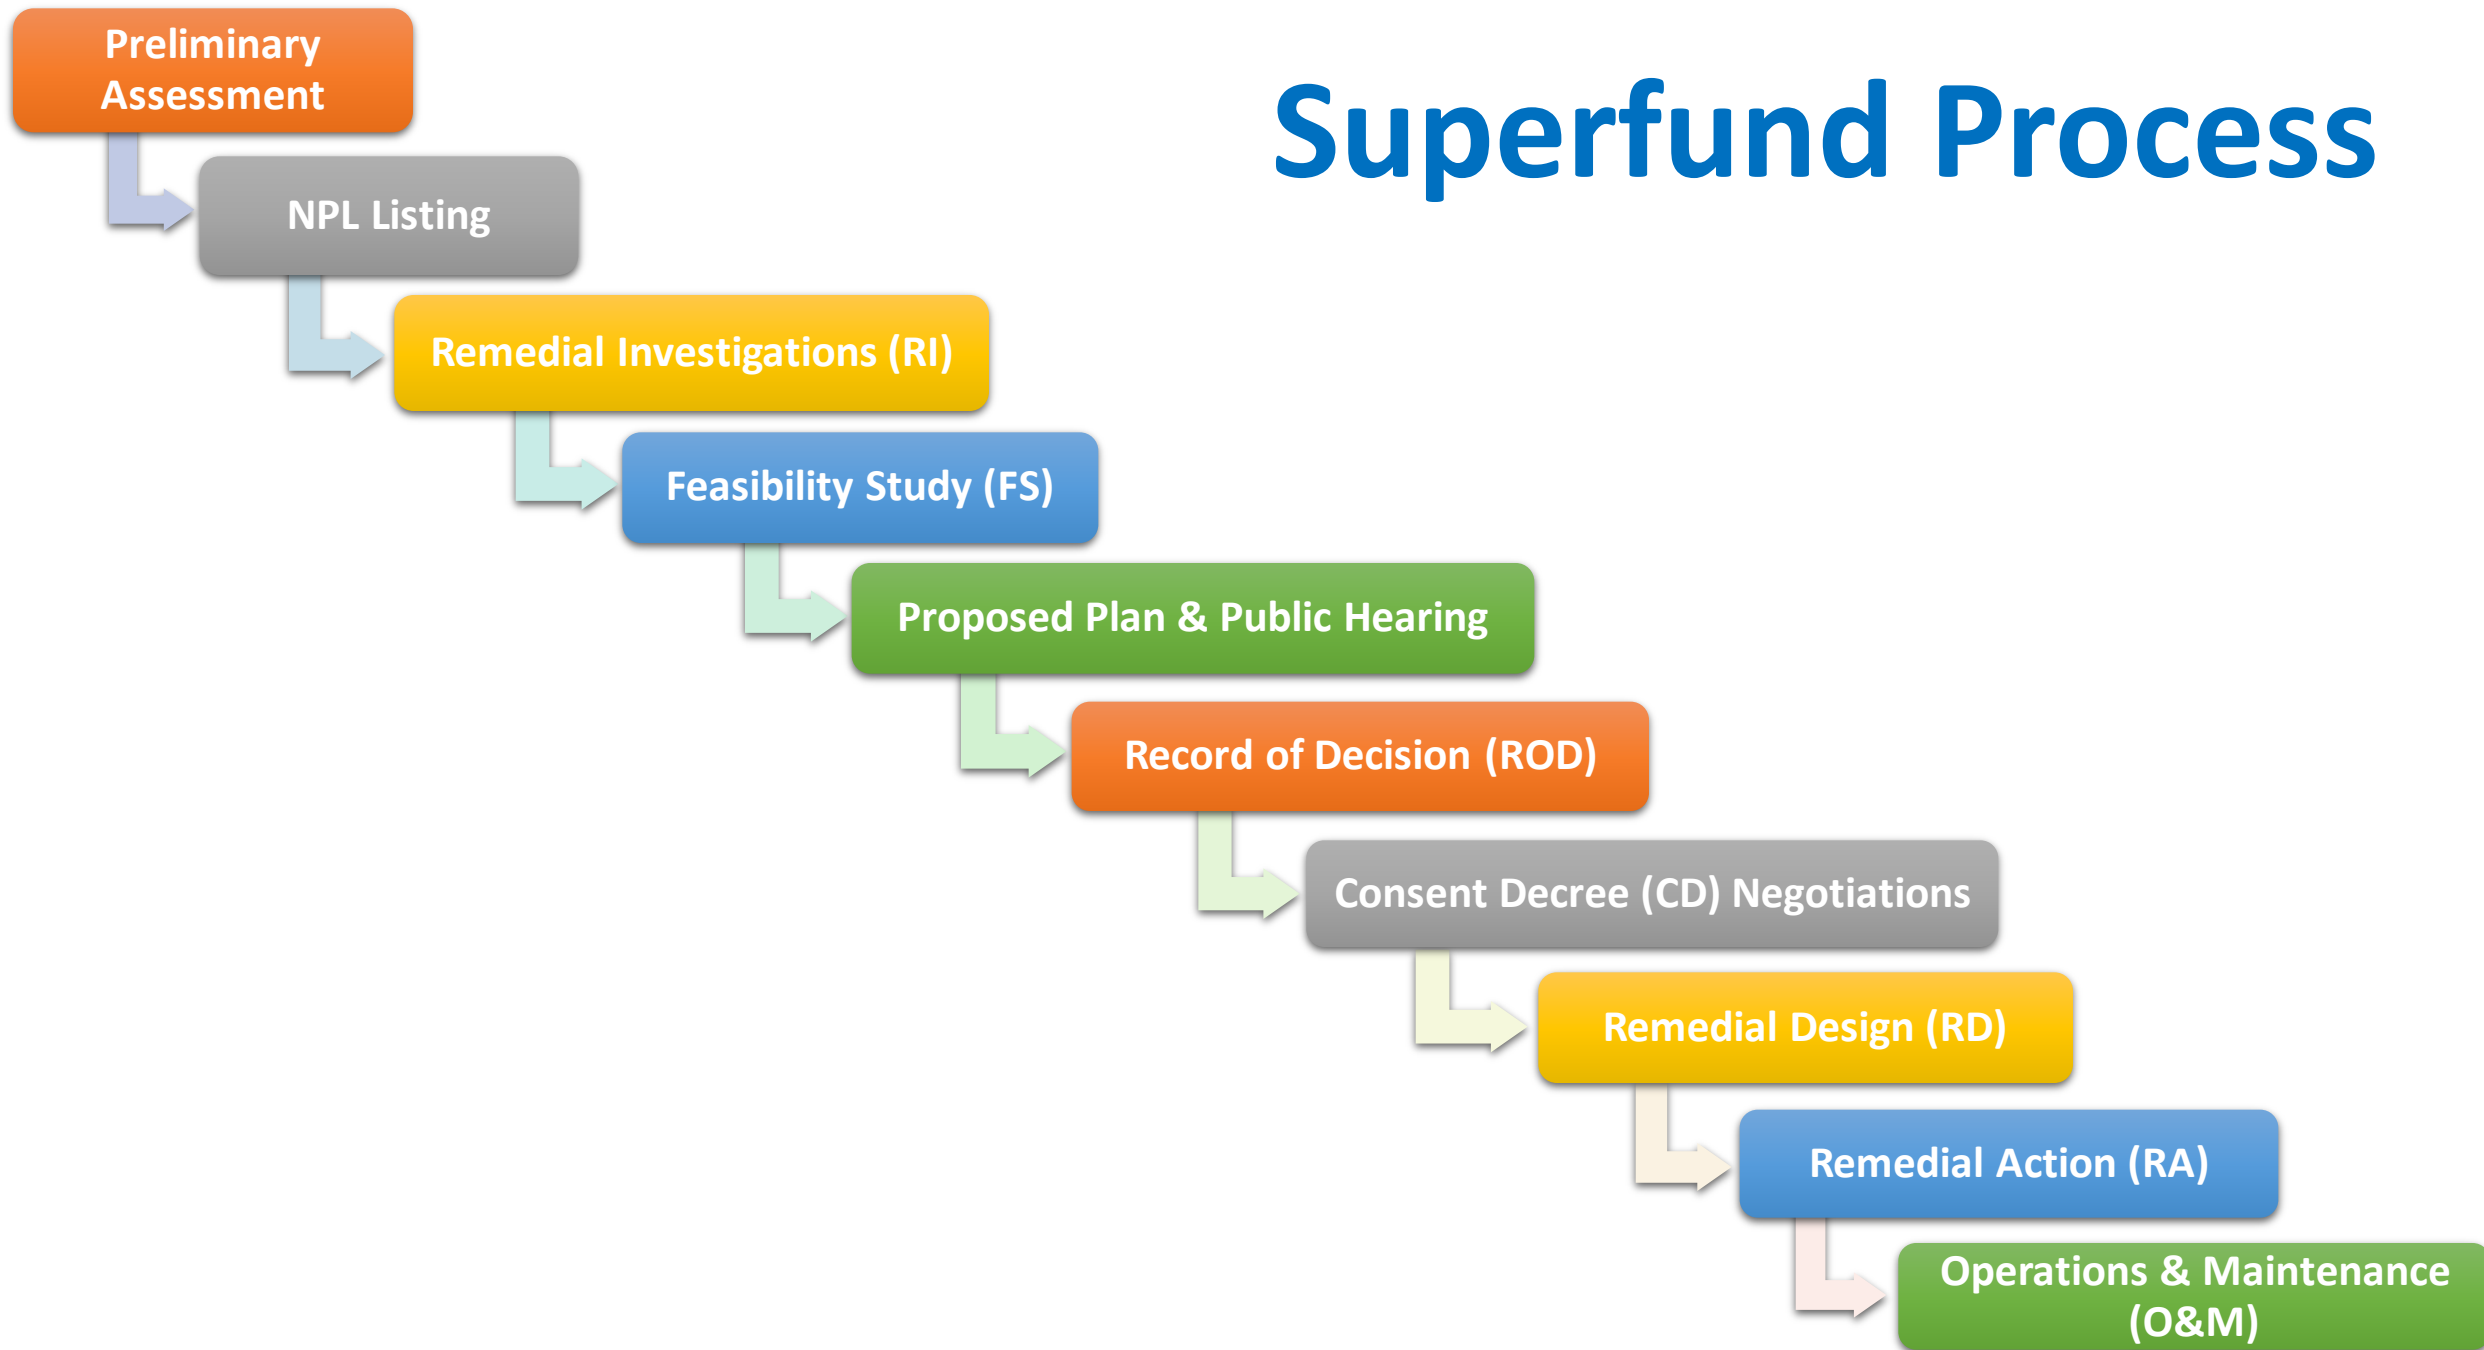 Superfund Process
Preliminary
Assessment
NPL Listing
Remedial Investigations (RI)
Feasibility Study (FS)
Proposed Plan & Public Hearing
Record of Decision (ROD)
Consent Decree (CD) Negotiations
Remedial Design (RD)
Remedial Action (RA)
Operations & Maintenance
(O&M)